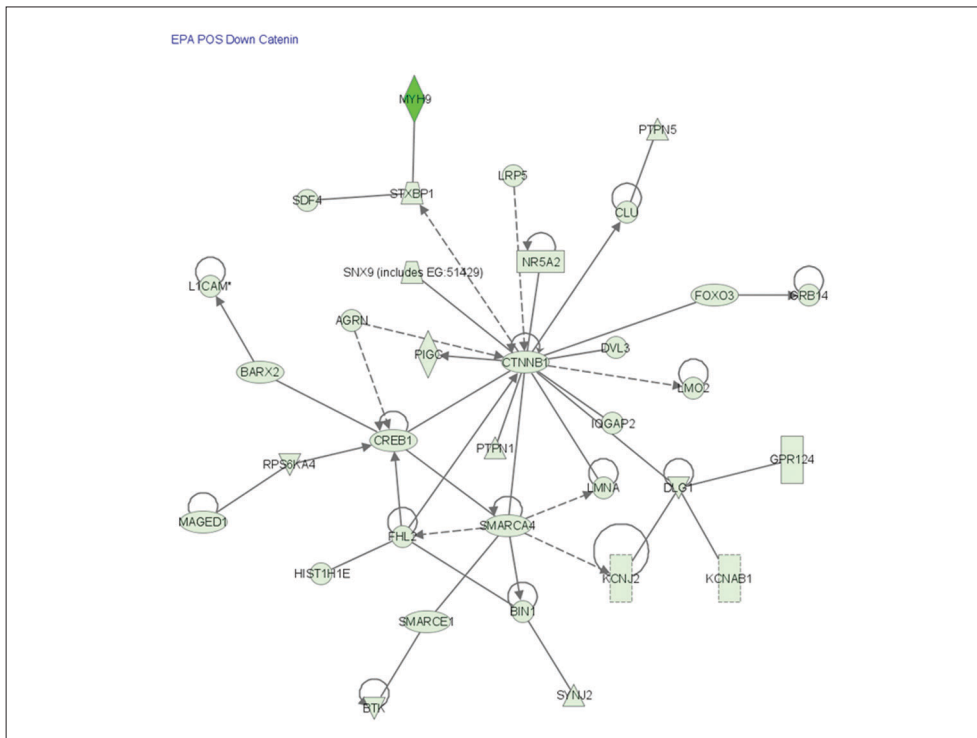 EPA POS Down Catenin
MYH9
PTPN5
LRP5
SDF4
STXBP1
CLU
NR5A2
SNX9 (includes EG:51429)
L1CAM*
FOXO3
GRB14
AGRN
DVL3
PIGC
CTNNB1
BARX2
LMO2
IQGAP2
CREB1
PTPN1
GPR124
RPS6KA4
LMNA
DLG1
MAGED1
SMARCA4
FHL2
HIST1H1E
KCNJ2
KCNAB1
BIN1
SMARCE1
SYNJ2
BTK